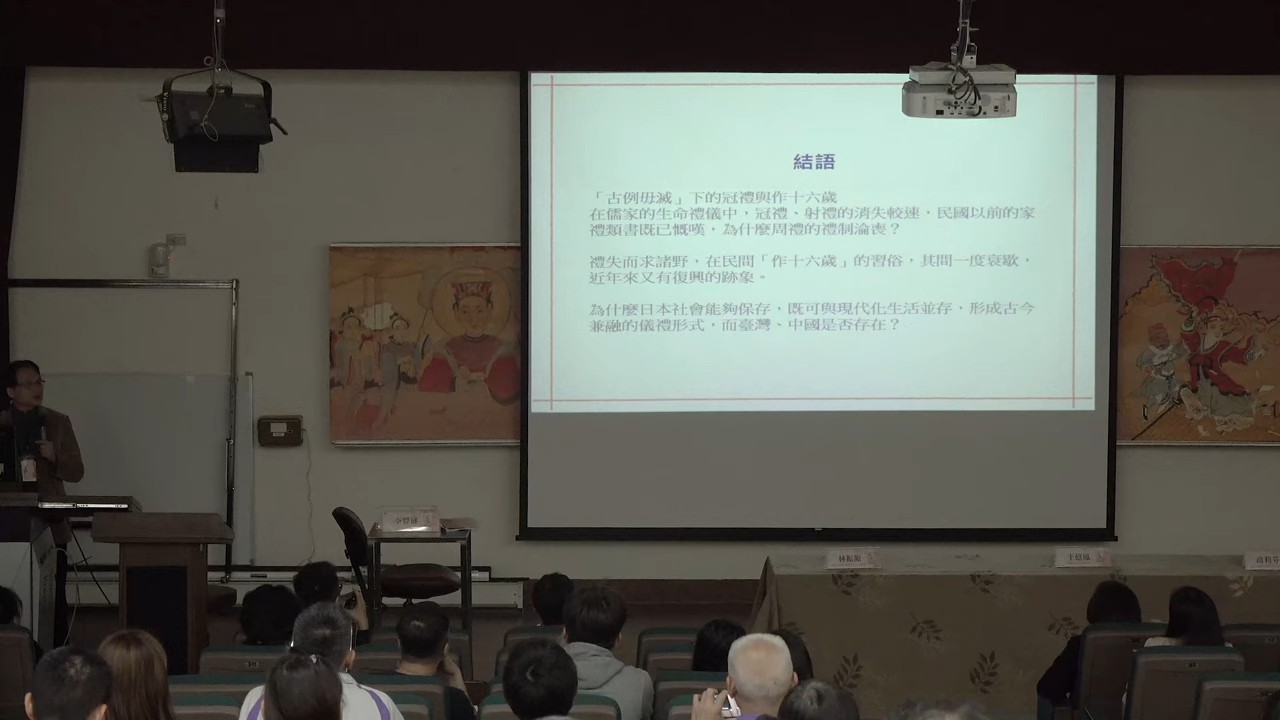 結語
「古例毋滅」下的冠禮與作十六歲
在儒家的生命禮儀中，冠禮、射禮的消失較速，民國以前的家
禮類書既已慨嘆，為什麼周禮的禮制淪喪？
禮失而求諸野，在民間「作十六歲」的習俗，其間一度衰歇，
近年來又有復興的跡象。
為什麼日本社會能夠保存，既可與現代化生活並存，形成古今
兼融的儀禮形式，而臺灣、中國是否存在？